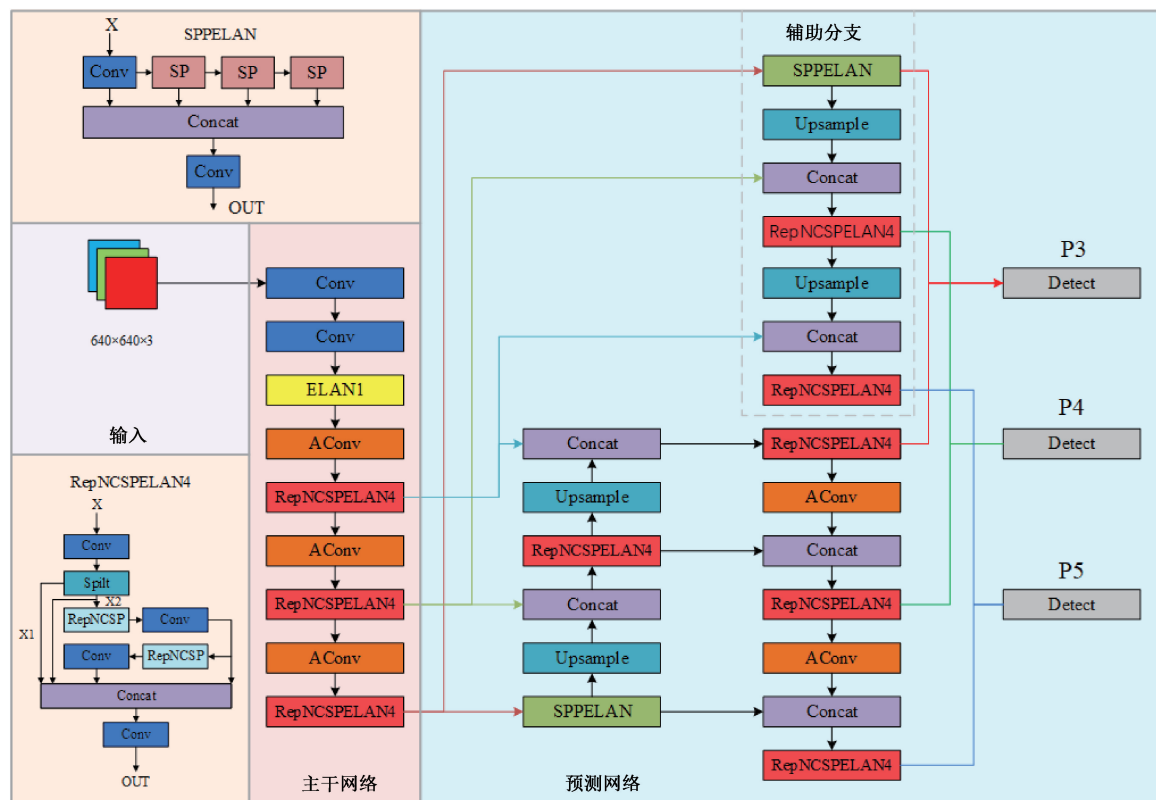 X
SPPELAN
Conv
SP
SP
SP
Concat
Conv
OUT
640×640×3
输入
RepNCSPELAN4
X
Conv
Spilt
X2
RepNCSP
Conv
X1
Conv
RepNCSP
Concat
Conv
OUT
Conv
Conv
ELAN1
AConv
RepNCSPELAN4
AConv
RepNCSPELAN4
AConv
RepNCSPELAN4
主干网络
Concat
Upsample
RepNCSPELAN4
Concat
Upsample
SPPELAN
预测网络
辅助分支
SPPELAN
Upsample
Concat
RepNCSPELAN4
Upsample
Concat
RepNCSPELAN4
RepNCSPELAN4
AConv
Concat
RepNCSPELAN4
AConv
Concat
RepNCSPELAN4
P3
Detect
P4
Detect
P5
Detect